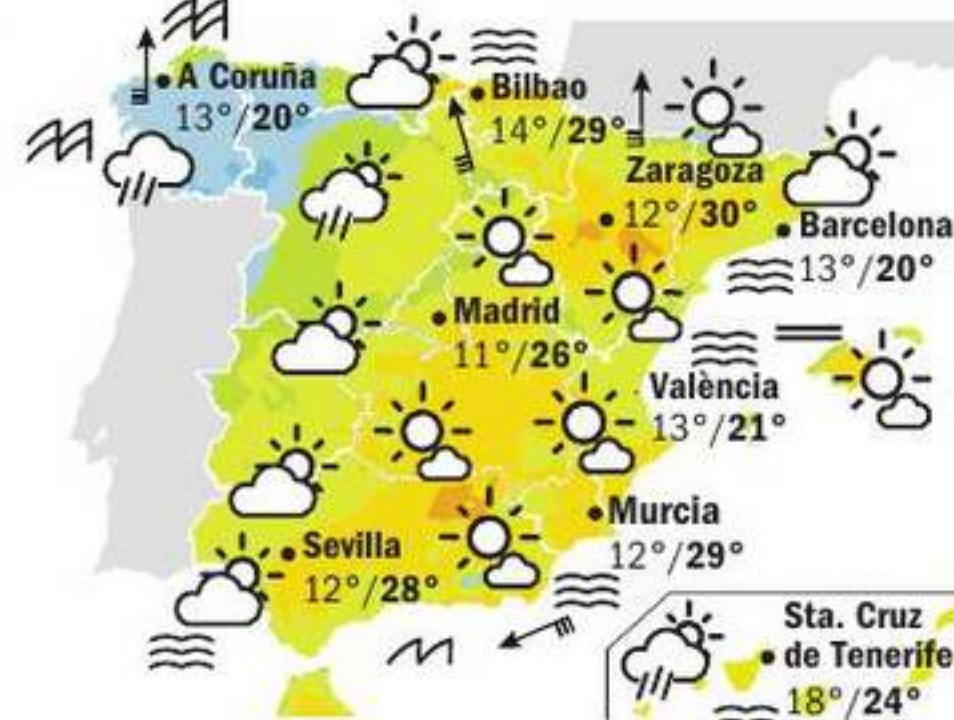 A Coruña
13°/20°
Bilbao
14°/29°
Zaragoza
12°/30°
Barcelona
13°/20°
Madrid
11°/26°
València
13°/21°
Murcia
12°/29°
Sevilla
12°/28°
Sta. Cruz
de Tenerife
18°/24°